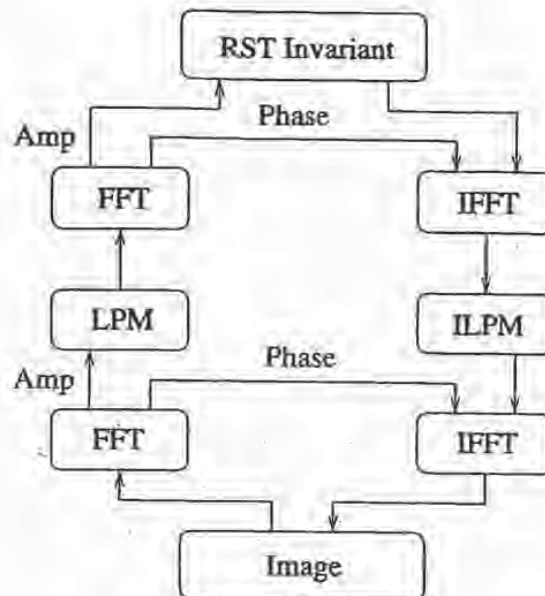 RST Invariant
Amp
Phase
FFT
IFFT
LPM
ILPM
Amp
Phase
FFT
IFFT
Image